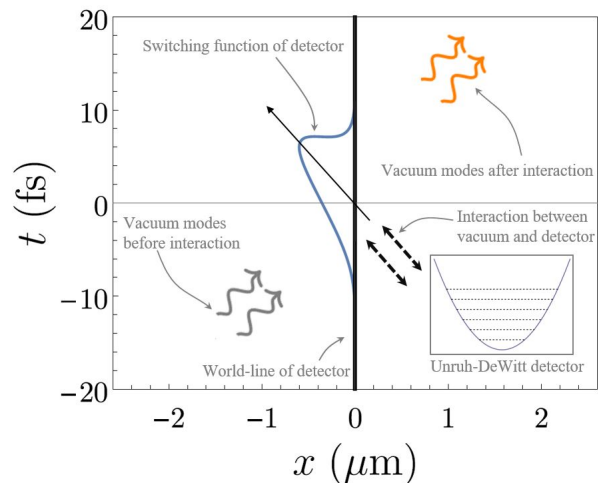 20
Switching function of detector
10
Vacuum modes after interaction
t (fs)
0
Vacuum modes
before interaction
Interaction between
vacuum and detector
−10
Unruh-DeWitt detector
World-line of detector
−20
−2 −1 0 1 2
x (μm)